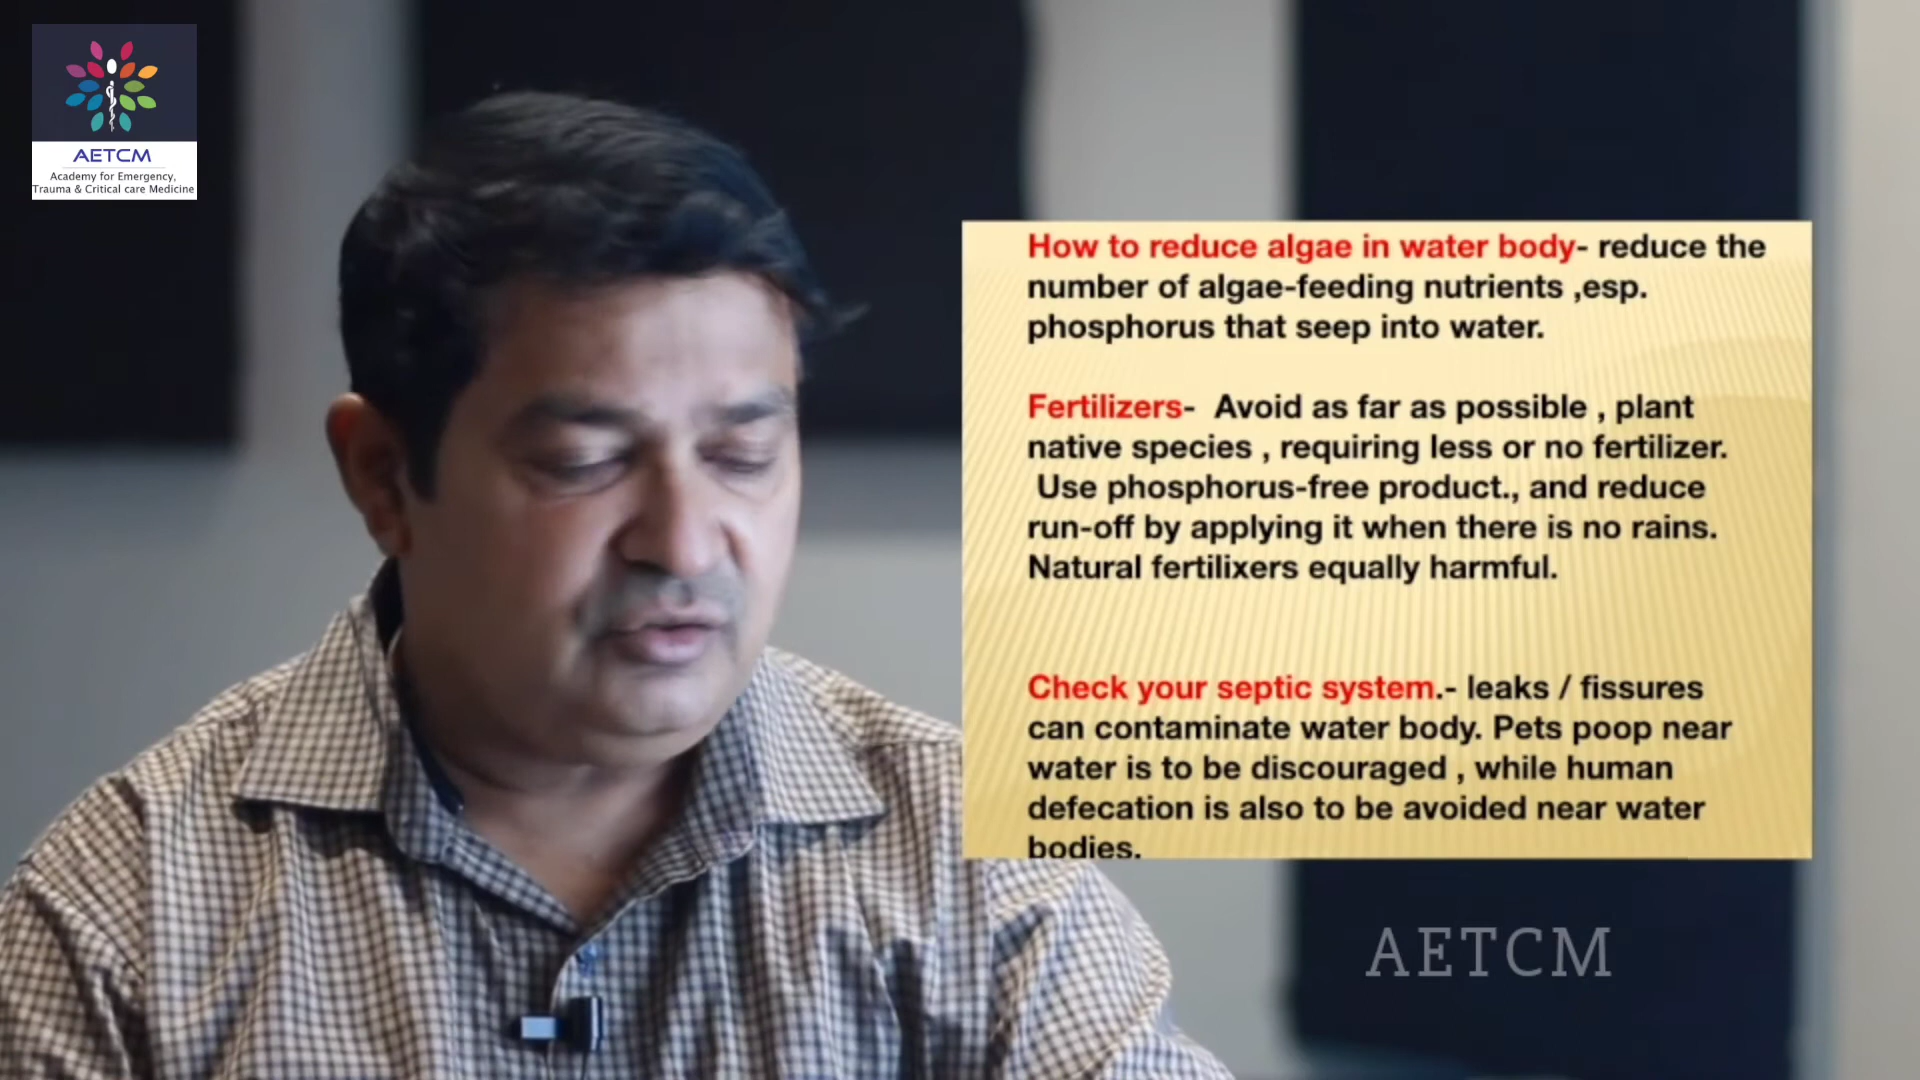 AETCM
Academy for Emergency,
Trauma & Critical care Medicine
How to reduce algae in water body- reduce the
number of algae-feeding nutrients ,esp.
phosphorus that seep into water.
Fertilizers- Avoid as far as possible , plant
native species , requiring less or no fertilizer.
Use phosphorus-free product., and reduce
run-off by applying it when there is no rains.
Natural fertilixers equally harmful.
Check your septic system.- leaks / fissures
can contaminate water body. Pets poop near
water is to be discouraged , while human
defecation is also to be avoided near water
bodies.
AETCM